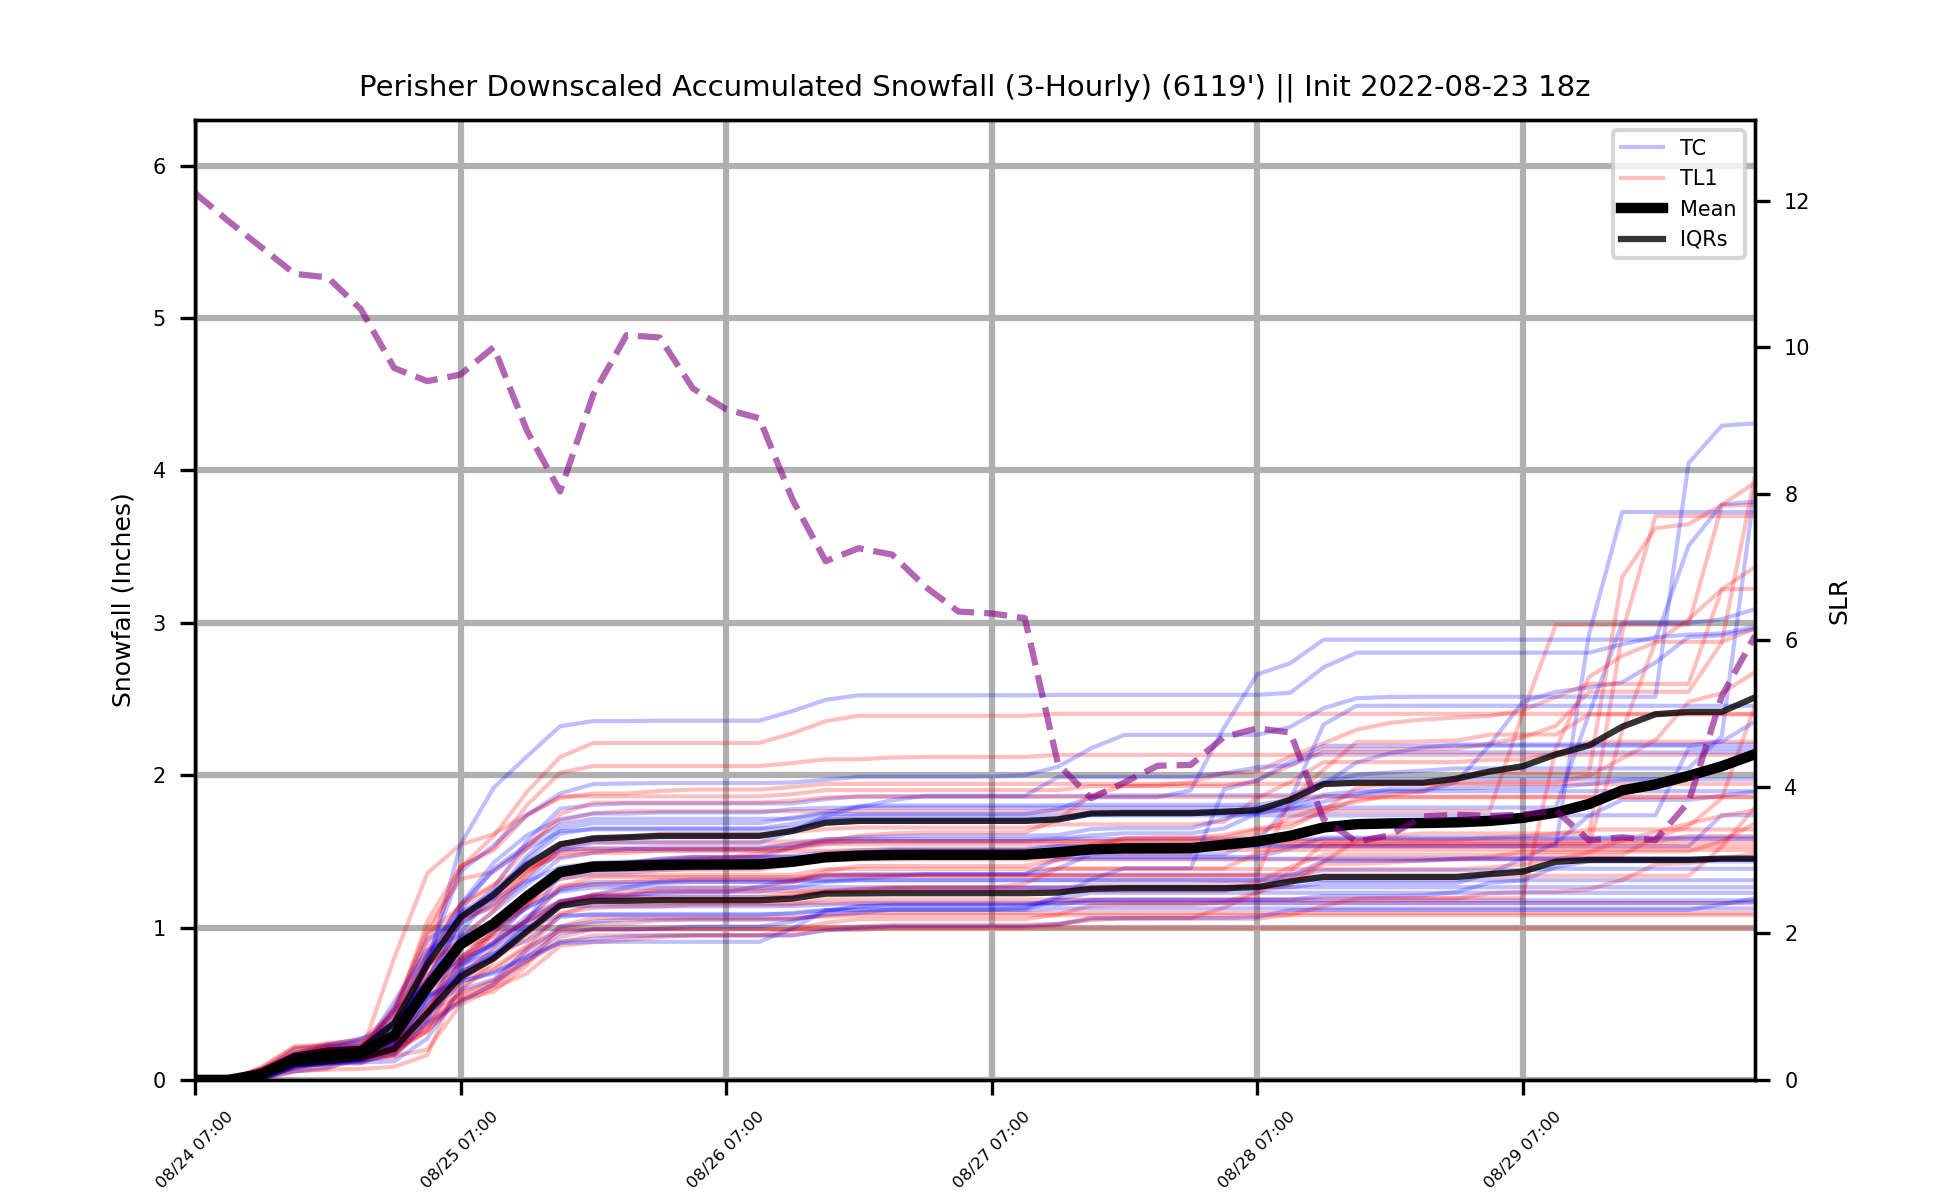 Perisher Downscaled Accumulated Snowfall (3-Hourly) (6119') || Init 2022-08-23 18z
TC
TL1
Mean
IQRs
6
5
4
3
2
1
0
Snowfall (Inches)
12
10
8
6
4
2
0
SLR
08/24 07:00
08/25 07:00
08/26 07:00
08/27 07:00
08/28 07:00
08/29 07:00